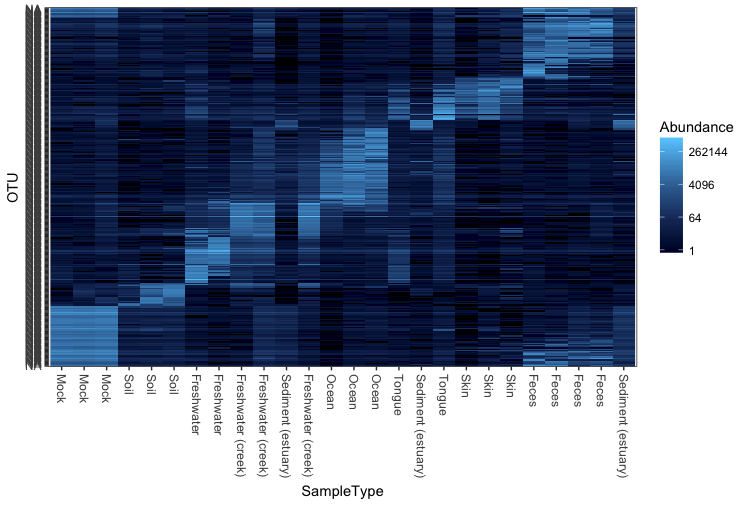 OTU
Abundance
262144
4096
64
1
Mock
Mock
Mock
Soil
Soil
Soil
Freshwater
Freshwater
Freshwater (creek)
Freshwater (creek)
Sediment (estuary)
Freshwater (creek)
Ocean
Ocean
Ocean
Tongue
Sediment (estuary)
Tongue
Skin
Skin
Skin
Feces
Feces
Feces
Feces
Sediment (estuary)
SampleType